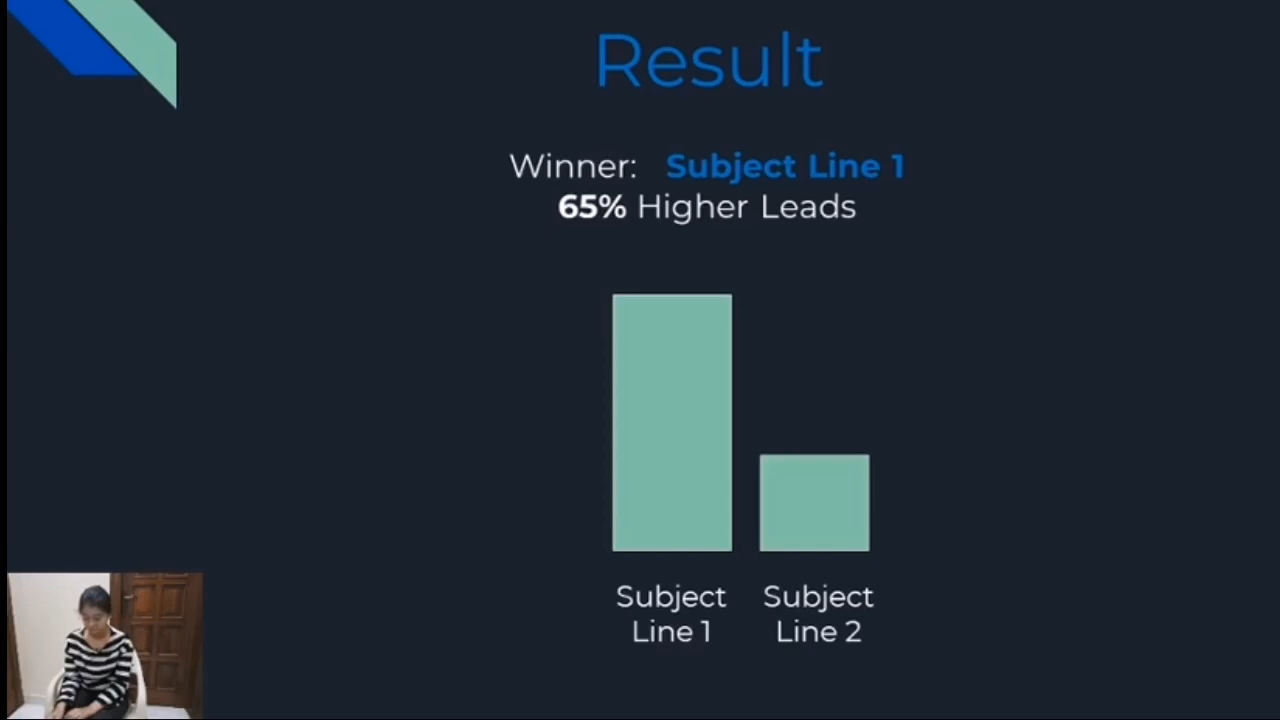 Result
Winner: Subject Line 1
65% Higher Leads
Subject
Line 1
Subject
Line 2